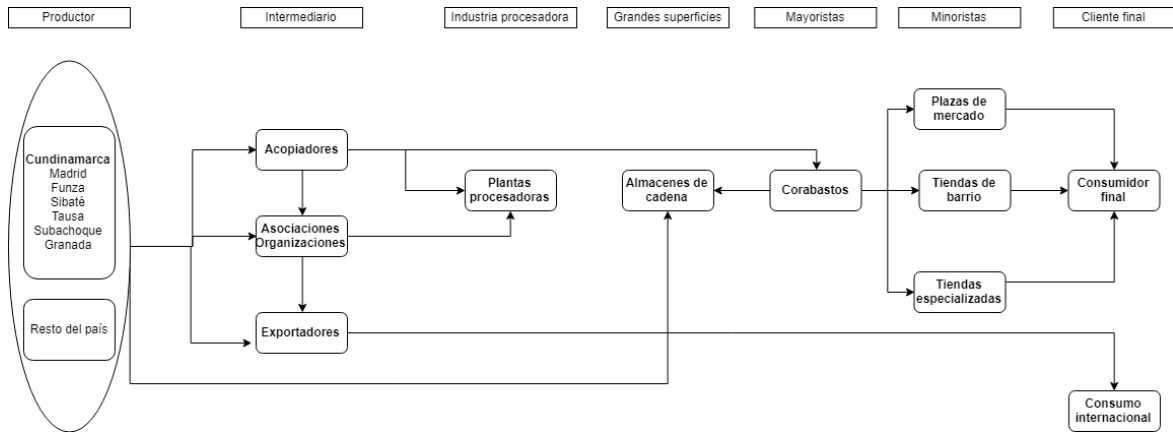 Productor
Intermediario
Industria procesadora
Grandes superficies
Mayoristas
Minoristas
Cliente final
Cundinamarca
Madrid
Funza
Sibaté
Tausa
Subachoque
Granada
Resto del país
Acopiadores
Asociaciones
Organizaciones
Exportadores
Plantas
procesadoras
Almacenes de
cadena
Corabastos
Plazas de
mercado
Tiendas de
barrio
Tiendas
especializadas
Consumidor
final
Consumo
internacional